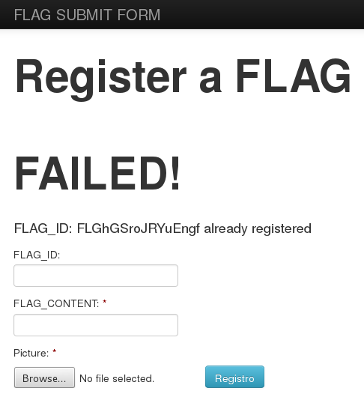 FLAG SUBMIT FORM
Register a FLAG
FAILED!
FLAG_ID: FLGhGSroJRYuEngf already registered
FLAG_ID:
FLAG_CONTENT: *
Picture: *
Browse... No file selected. Registro